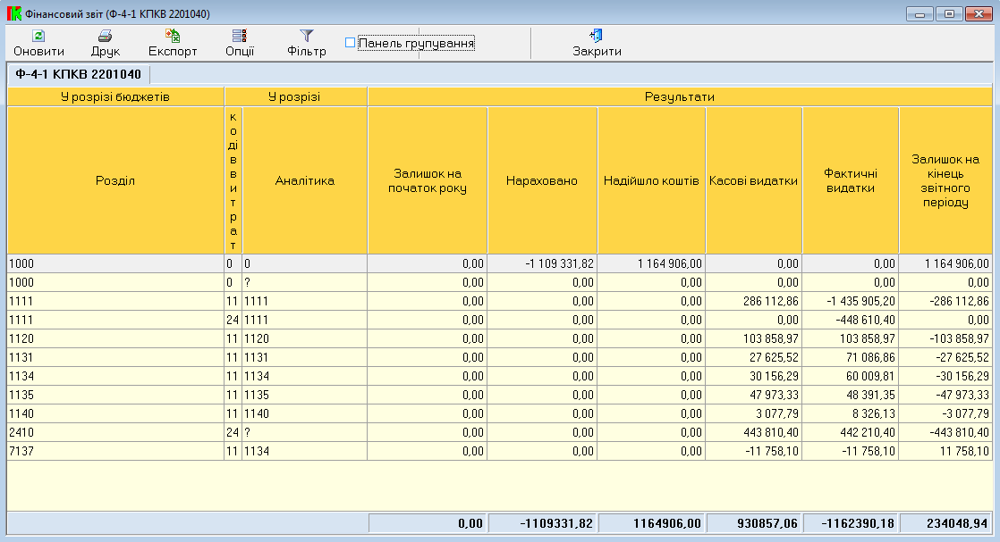 Фінансовий звіт (Ф-4-1 КПКВ 2201040)
Оновити Друк Експорт Опції Фільтр Панель групування Закрити
Ф-4-1 КПКВ 2201040
У розрізі бюджетів У розрізі Результати
Розділ кодівитрат Аналітика Залишок на початок року Нараховано Надійшло коштів Касові видатки Фактичні видатки Залишок на кінець звітного періоду
1000 0 0 0,00 -1 109 331,82 1 164 906,00 0,00 0,00 1 164 906,00
1000 0 ? 0,00 0,00 0,00 0,00 0,00 0,00
1111 11 1111 0,00 0,00 0,00 286 112,86 -1 435 905,20 -286 112,86
1111 24 1111 0,00 0,00 0,00 0,00 -448 610,40 0,00
1120 11 1120 0,00 0,00 0,00 103 858,97 103 858,97 -103 858,97
1131 11 1131 0,00 0,00 0,00 27 625,52 71 086,86 -27 625,52
1134 11 1134 0,00 0,00 0,00 30 156,29 60 009,81 -30 156,29
1135 11 1135 0,00 0,00 0,00 47 973,33 48 391,35 -47 973,33
1140 11 1140 0,00 0,00 0,00 3 077,79 8 326,13 -3 077,79
2410 24 ? 0,00 0,00 0,00 443 810,40 442 210,40 -443 810,40
7137 11 1134 0,00 0,00 0,00 -11 758,10 -11 758,10 11 758,10
0,00 -1109331,82 1164906,00 930857,06 -1162390,18 234048,94